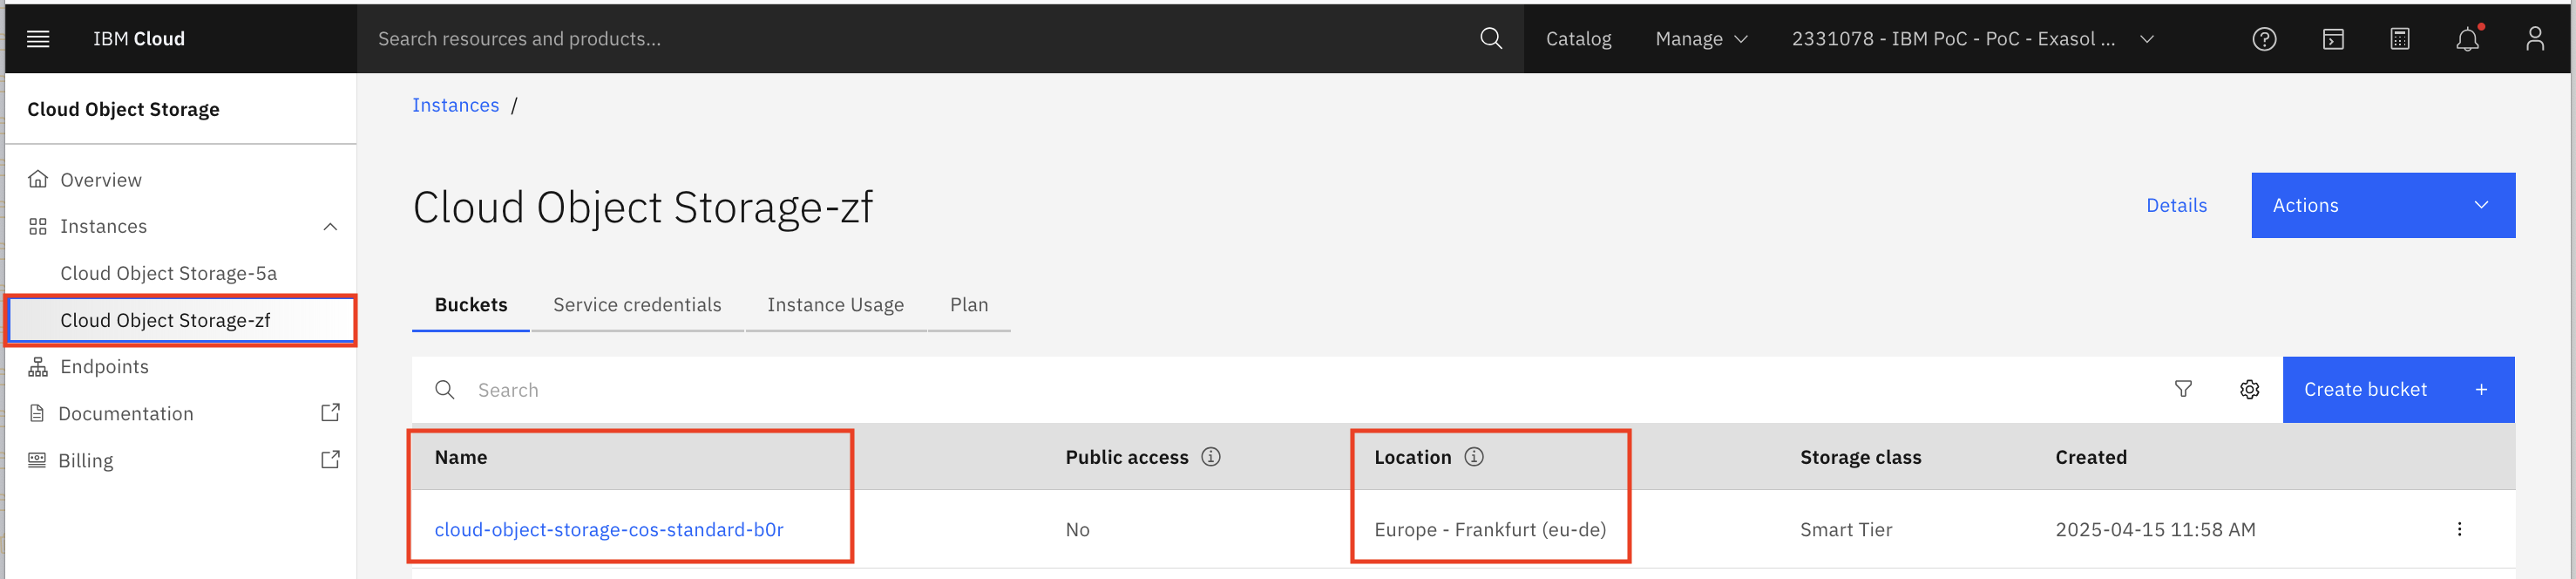 IBM Cloud
Search resources and products...
Catalog
Manage
2331078 - IBM PoC - PoC - Exasol ...
Cloud Object Storage
Overview
Instances
Cloud Object Storage-5a
Cloud Object Storage-zf
Endpoints
Documentation
Billing
Instances /
Cloud Object Storage-zf
Details
Actions
Buckets
Service credentials
Instance Usage
Plan
Search
Create bucket +
Name
Public access
Location
Storage class
Created
cloud-object-storage-cos-standard-b0r
No
Europe - Frankfurt (eu-de)
Smart Tier
2025-04-15 11:58 AM